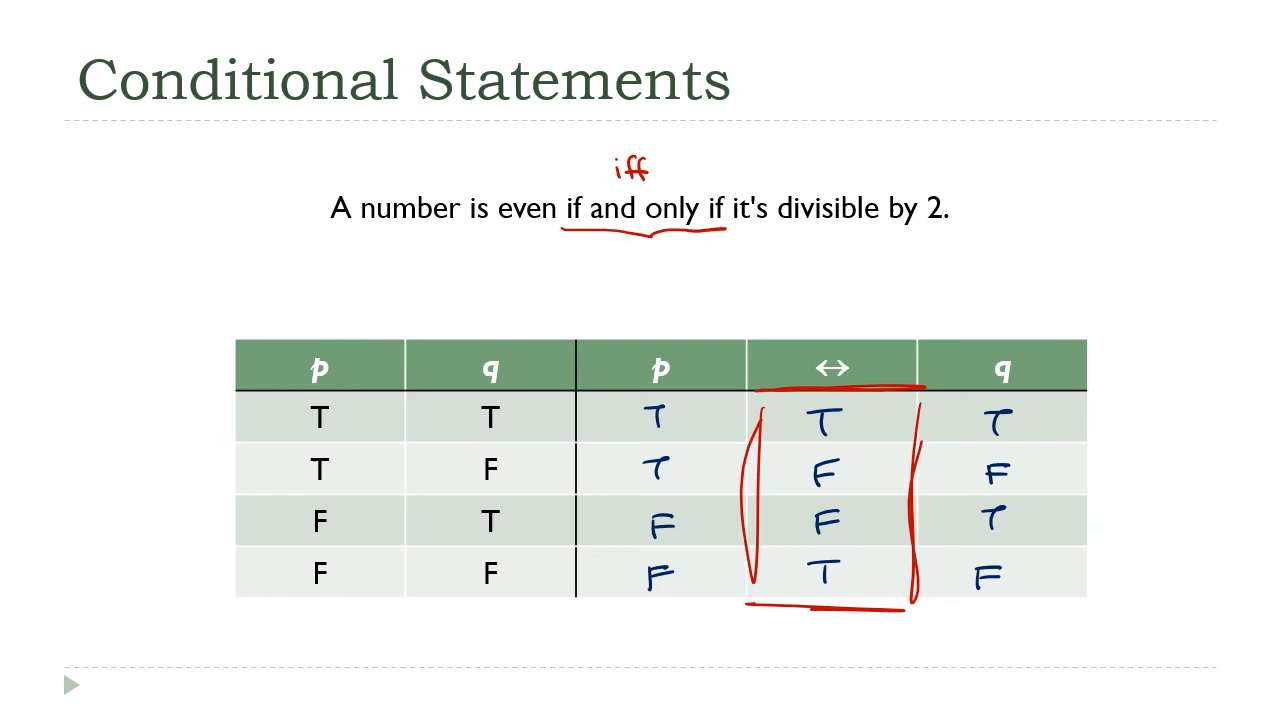 Conditional Statements
iff
A number is even if and only if it's divisible by 2.
p q p ↔ q
T T T T T
T F T F F
F T F F T
F F F T F